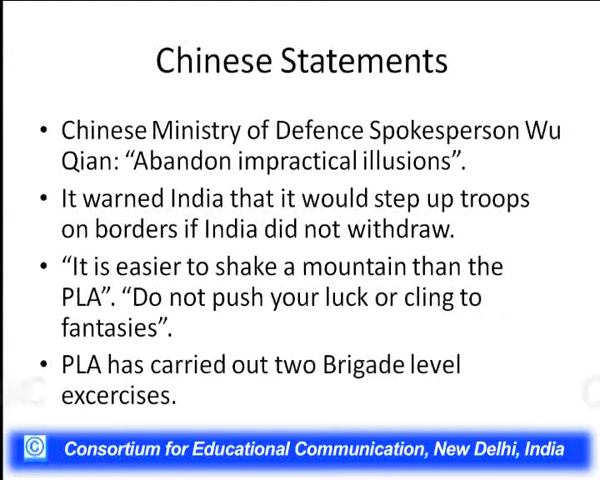 Chinese Statements
• Chinese Ministry of Defence Spokesperson Wu
Qian: “Abandon impractical illusions”.
• It warned India that it would step up troops
on borders if India did not withdraw.
• “It is easier to shake a mountain than the
PLA”. “Do not push your luck or cling to
fantasies”.
• PLA has carried out two Brigade level
excercises.
© Consortium for Educational Communication, New Delhi, India